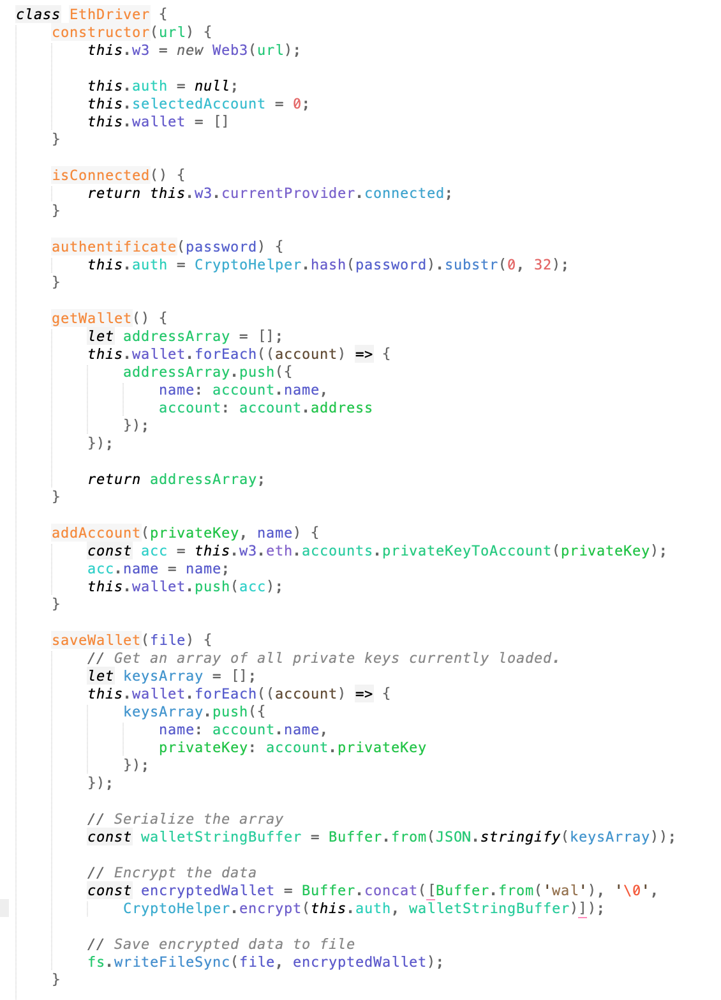 class EthDriver {
    constructor(url) {
        this.w3 = new Web3(url);

        this.auth = null;
        this.selectedAccount = 0;
        this.wallet = []
    }

    isConnected() {
        return this.w3.currentProvider.connected;
    }

    authentificate(password) {
        this.auth = CryptoHelper.hash(password).substr(0, 32);
    }

    getWallet() {
        let addressArray = [];
        this.wallet.forEach((account) => {
            addressArray.push({
                name: account.name,
                account: account.address
            });
        });

        return addressArray;
    }

    addAccount(privateKey, name) {
        const acc = this.w3.eth.accounts.privateKeyToAccount(privateKey);
        acc.name = name;
        this.wallet.push(acc);
    }

    saveWallet(file) {
        // Get an array of all private keys currently loaded.
        let keysArray = [];
        this.wallet.forEach((account) => {
            keysArray.push({
                name: account.name,
                privateKey: account.privateKey
            });
        });

        // Serialize the array
        const walletStringBuffer = Buffer.from(JSON.stringify(keysArray));

        // Encrypt the data
        const encryptedWallet = Buffer.concat([Buffer.from('wal'), '\0',
            CryptoHelper.encrypt(this.auth, walletStringBuffer)]);

        // Save encrypted data to file
        fs.writeFileSync(file, encryptedWallet);
    }